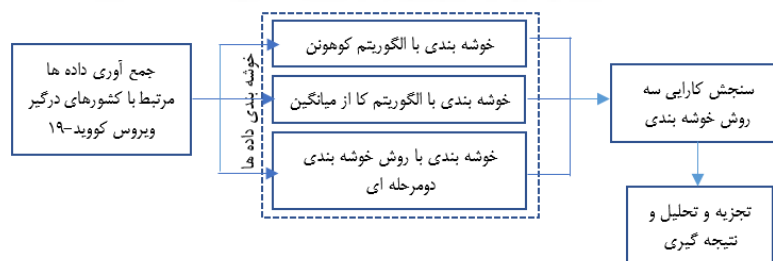 جمع آوری داده ها
مرتبط با کشورهای درگیر
ویروس کووید-۱۹
خوشه بندی داده ها
خوشه بندی با الگوریتم کوهونن
خوشه بندی با الگوریتم کا از میانگین
خوشه بندی با روش خوشه بندی
دومرحله ای
سنجش کارایی سه
روش خوشه بندی
تجزیه و تحلیل و
نتیجه گیری